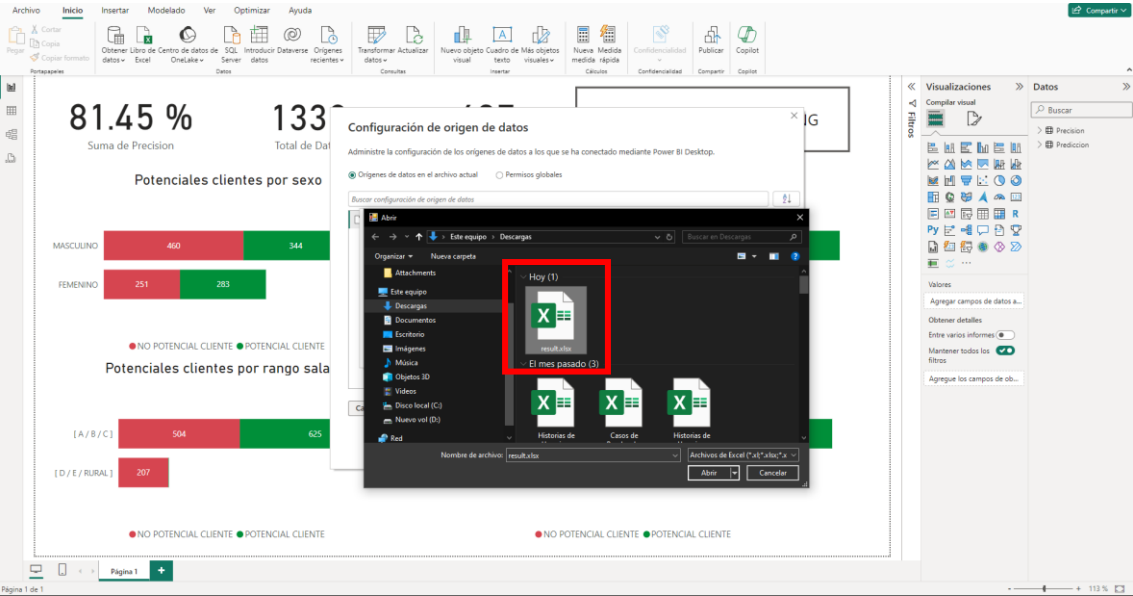 Archivo Inicio Insertar Modelado Ver Optimizar Ayuda
Compartir
Pegar
Cortar
Copia
Copiar formato
Portapapeles
Obtener datos
Libro de Excel
Centro de datos de OneLake
SQL Server
Introducir datos
Dataverse
Orígenes recientes
Datos
Transformar datos
Actualizar
Consultas
Nuevo objeto visual
Cuadro de texto
Más objetos visuales
Insertar
Nueva medida
Medida rápida
Cálculos
Confidencialidad
Confidencialidad
Publicar
Compartir
Copilot
Copilot
81.45 %
Suma de Precision
133
Total de Dat
NG
Potenciales clientes por sexo
MASCULINO 460 344
FEMENINO 251 283
NO POTENCIAL CLIENTE POTENCIAL CLIENTE
Potenciales clientes por rango sala
[ A / B / C ] 504 625
[ D / E / RURAL ] 207
NO POTENCIAL CLIENTE POTENCIAL CLIENTE
NO POTENCIAL CLIENTE POTENCIAL CLIENTE
Configuración de origen de datos
Administre la configuración de los orígenes de datos a los que se ha conectado mediante Power BI Desktop.
Orígenes de datos en el archivo actual Permisos globales
Buscar configuración de origen de datos
Ca
Abrir
Este equipo > Descargas
Buscar en Descargas
Organizar Nueva carpeta
Attachments
Este equipo
Descargas
Documentos
Escritorio
Imágenes
Música
Objetos 3D
Videos
Disco local (C:)
Nuevo vol (D:)
Red
Hoy (1)
result.xlsx
El mes pasado (3)
Historias de
Casos de
Historias de
Nombre de archivo: result.xlsx
Archivos de Excel (*.xl;*.xlsx;*.x
Abrir Cancelar
Filtros
Visualizaciones
Compilar visual
R
Py
Valores
Agregar campos de datos a...
Obtener detalles
Entre varios informes
Mantener todos los filtros
Agregue los campos de ob...
Datos
Buscar
Precision
Prediccion
Página 1
Página 1 de 1
113 %